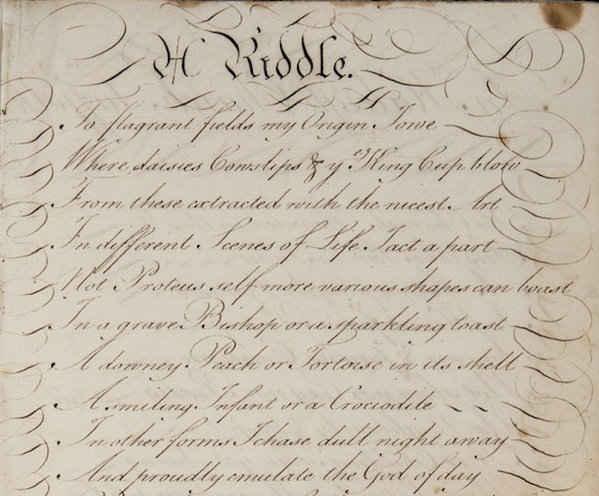 A Riddle.
To flagrant fields my Origin I owe
Where daisies Cowslips & yᵉ King Cup blow
From these extracted with the nicest Art
In different Scenes of Life I act a part
Not Proteus self more various shapes can boast
In a grave Bishop or a sparkling toast
A downey Peach or Tortoise in its shell
A smiling Infant or a Crociodile
In other forms I chase dull night away
And proudly emulate the God of day